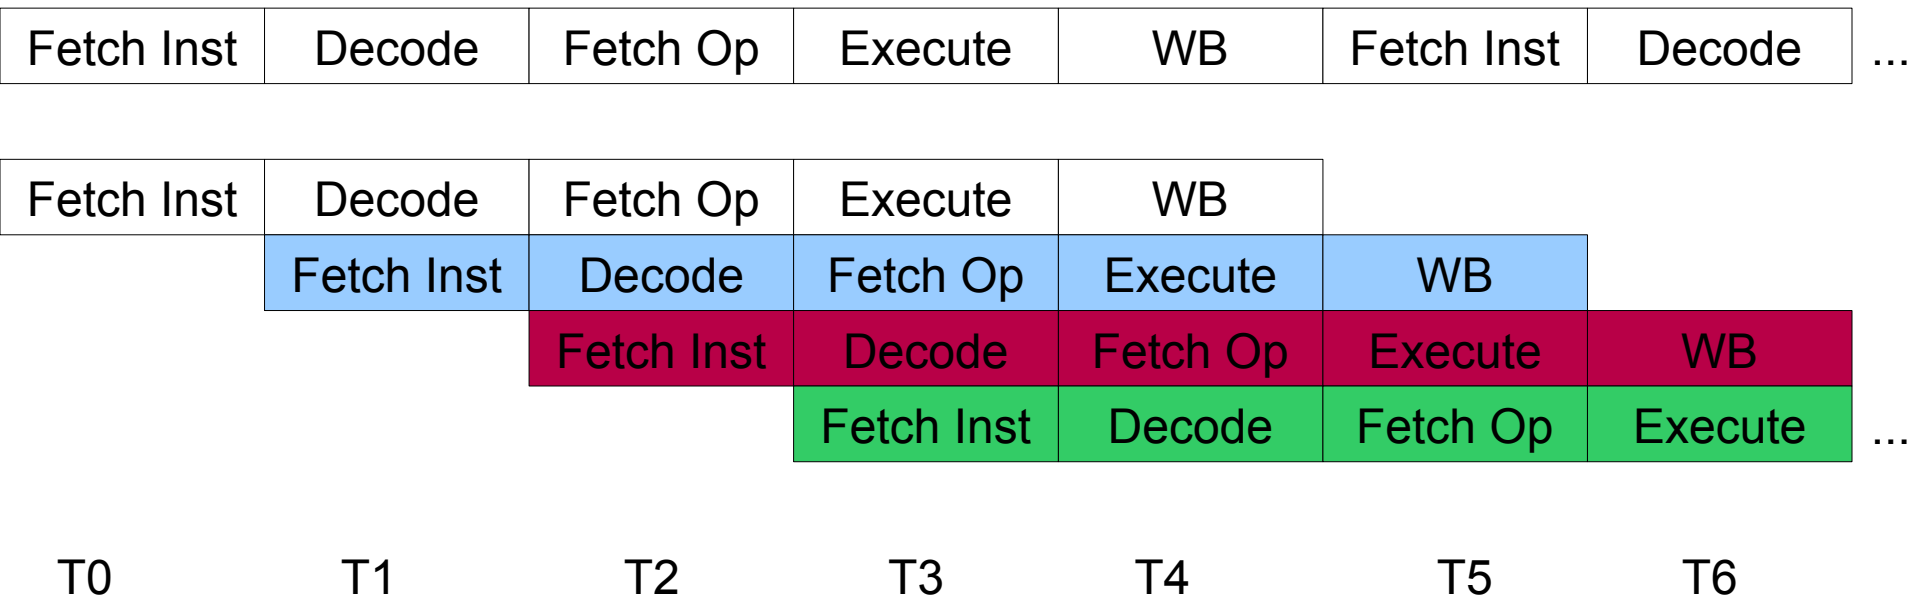 Fetch Inst Decode Fetch Op Execute WB Fetch Inst Decode ...
Fetch Inst Decode Fetch Op Execute WB
Fetch Inst Decode Fetch Op Execute WB
Fetch Inst Decode Fetch Op Execute WB
Fetch Inst Decode Fetch Op Execute ...
T0 T1 T2 T3 T4 T5 T6